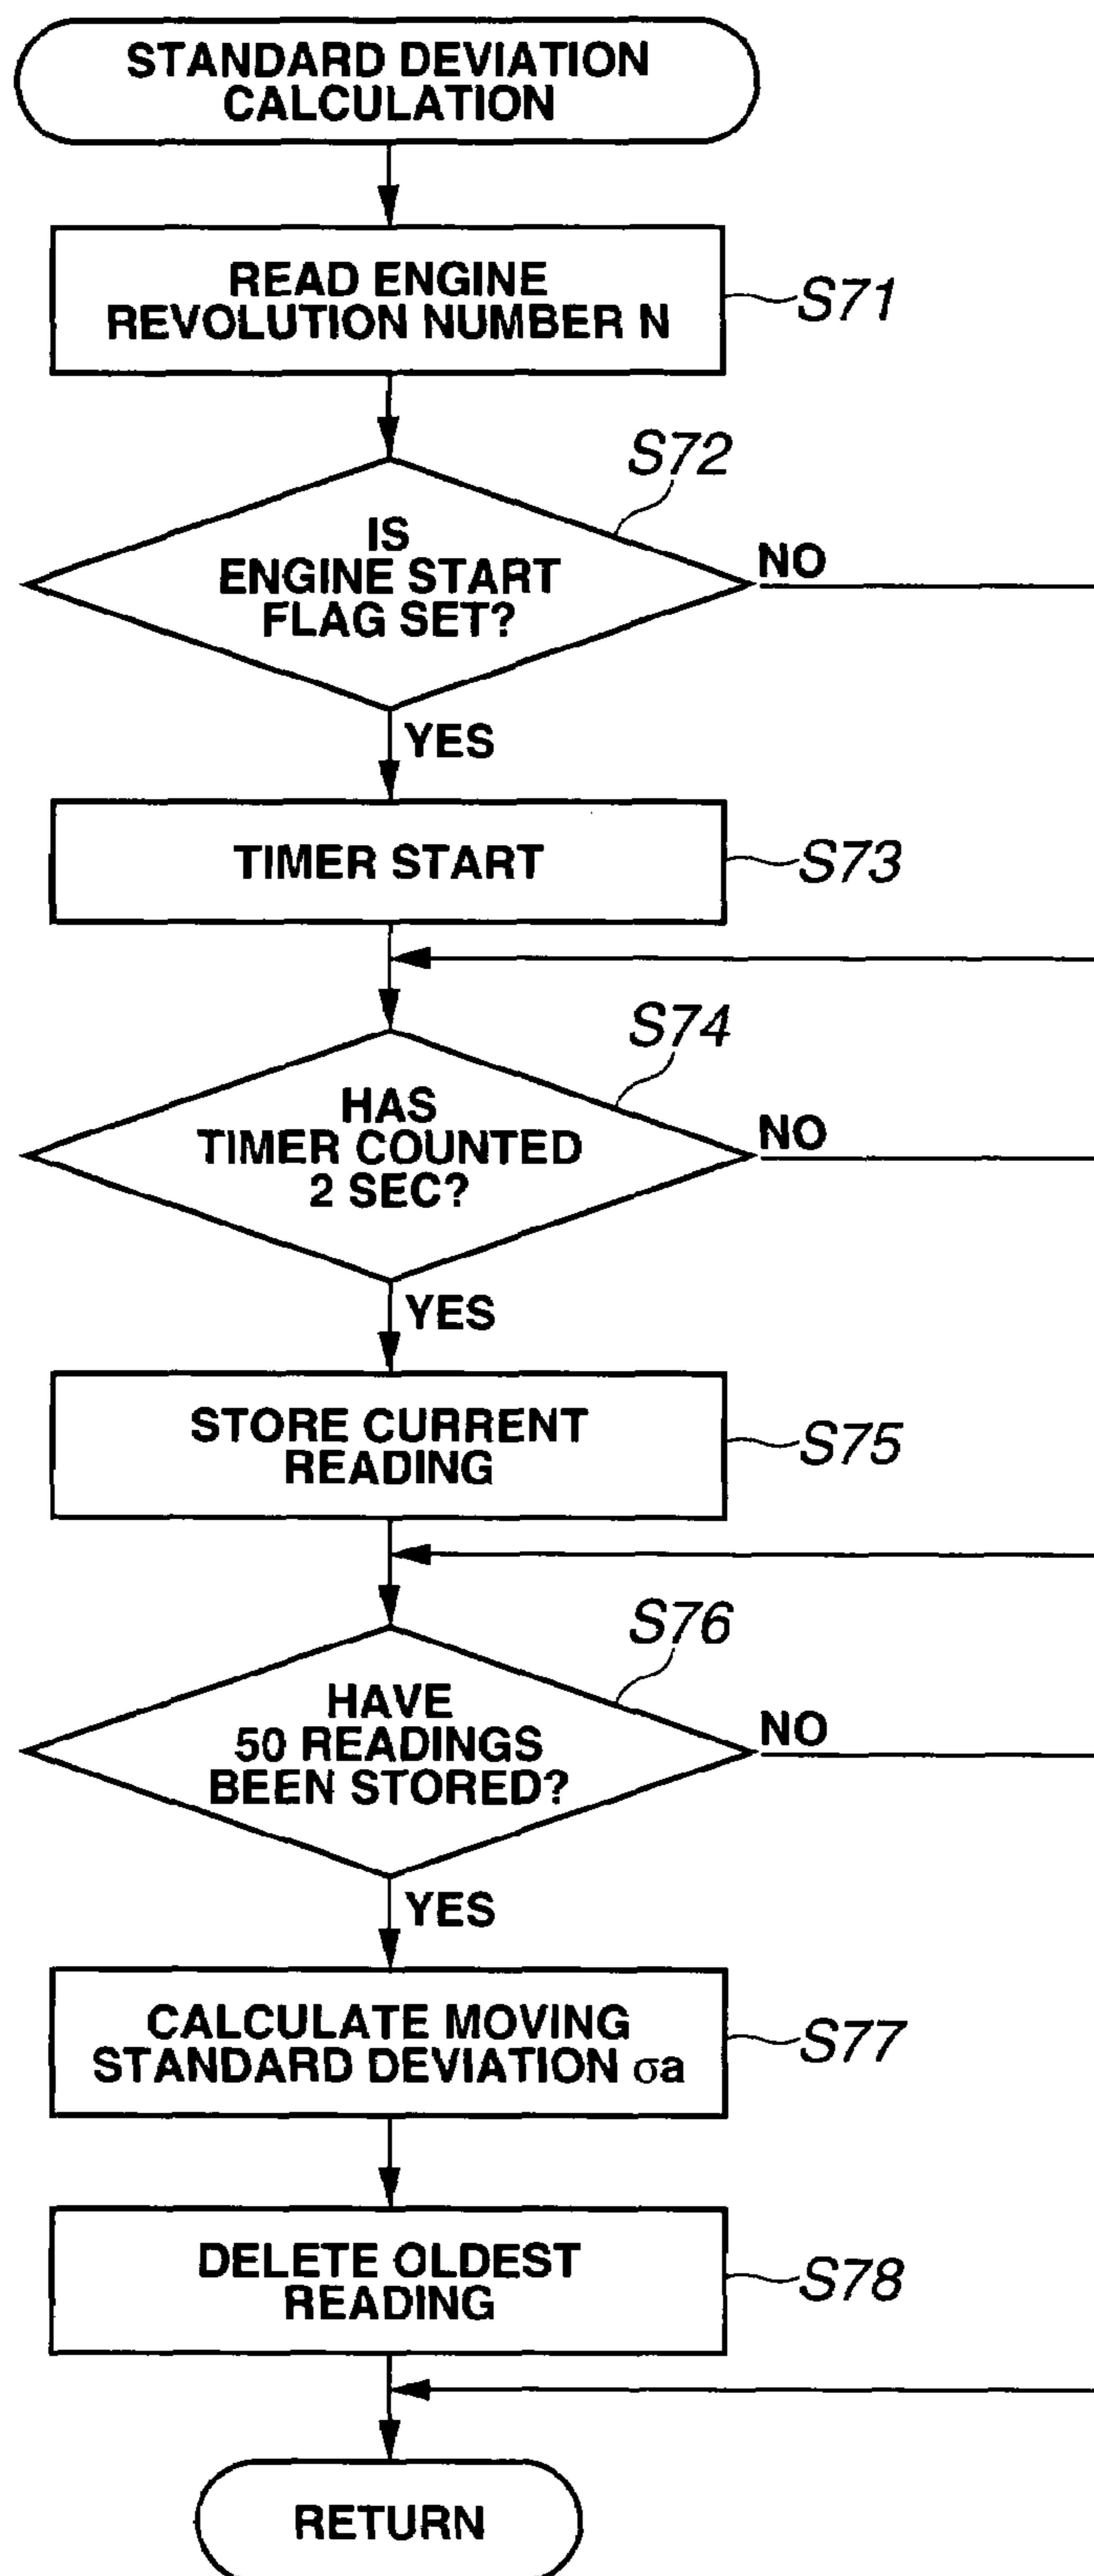 STANDARD DEVIATION
CALCULATION
READ ENGINE
REVOLUTION NUMBER N
S71
S72
IS
ENGINE START
FLAG SET?
NO
YES
TIMER START
S73
S74
HAS
TIMER COUNTED
2 SEC?
NO
YES
STORE CURRENT
READING
S75
S76
HAVE
50 READINGS
BEEN STORED?
NO
YES
CALCULATE MOVING
STANDARD DEVIATION σa
S77
DELETE OLDEST
READING
S78
RETURN